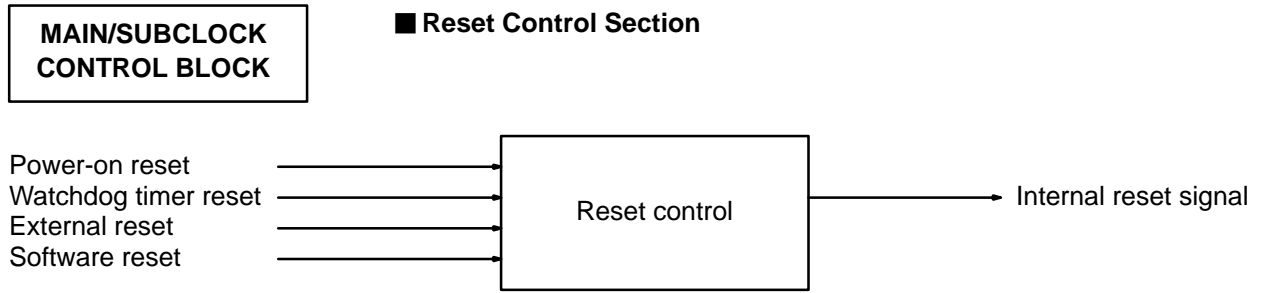 MAIN/SUBCLOCK
CONTROL BLOCK
■ Reset Control Section
Power-on reset
Watchdog timer reset
External reset
Software reset
Reset control
Internal reset signal